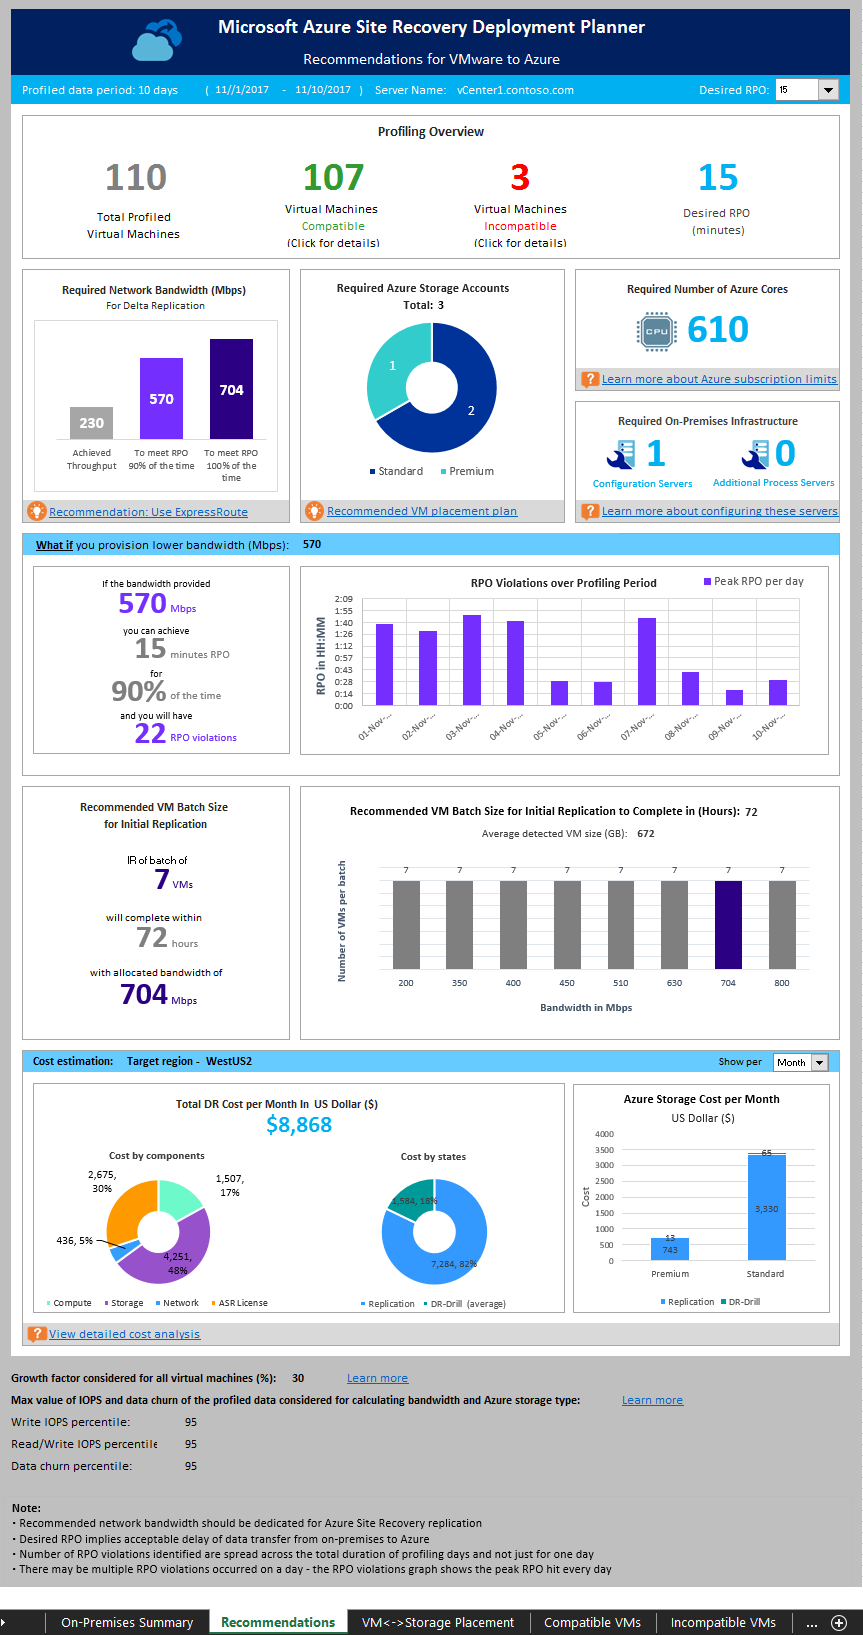 Microsoft Azure Site Recovery Deployment Planner
Recommendations for VMware to Azure
Profiled data period: 10 days ( 11//1/2017 - 11/10/2017 ) Server Name: vCenter1.contoso.com Desired RPO: 15
Profiling Overview
110
Total Profiled
Virtual Machines
107
Virtual Machines
Compatible
(Click for details)
3
Virtual Machines
Incompatible
(Click for details)
15
Desired RPO
(minutes)
Required Network Bandwidth (Mbps)
For Delta Replication
230
570
704
Achieved
Throughput
To meet RPO
90% of the time
To meet RPO
100% of the
time
Recommendation: Use ExpressRoute
Required Azure Storage Accounts
Total: 3
1
2
Standard Premium
Recommended VM placement plan
Required Number of Azure Cores
CPU
610
Learn more about Azure subscription limits
Required On-Premises Infrastructure
1
Configuration Servers
0
Additional Process Servers
Learn more about configuring these servers
What if you provision lower bandwidth (Mbps): 570
If the bandwidth provided
570 Mbps
you can achieve
15 minutes RPO
for
90% of the time
and you will have
22 RPO violations
RPO Violations over Profiling Period
Peak RPO per day
RPO in HH:MM
2:09
1:55
1:40
1:26
1:12
0:57
0:43
0:28
0:14
0:00
01-Nov-...
02-Nov-...
03-Nov-...
04-Nov-...
05-Nov-...
06-Nov-...
07-Nov-...
08-Nov-...
09-Nov-...
10-Nov-...
Recommended VM Batch Size
for Initial Replication
IR of batch of
7 VMs
will complete within
72 hours
with allocated bandwidth of
704 Mbps
Recommended VM Batch Size for Initial Replication to Complete in (Hours): 72
Average detected VM size (GB): 672
Number of VMs per batch
7 7 7 7 7 7 7 7
200 350 400 450 510 630 704 800
Bandwidth in Mbps
Cost estimation: Target region - WestUS2 Show per Month
Total DR Cost per Month In US Dollar ($)
$8,868
Cost by components
2,675,
30%
1,507,
17%
436, 5%
4,251,
48%
Compute Storage Network ASR License
Cost by states
1,584, 18%
7,284, 82%
Replication DR-Drill (average)
Azure Storage Cost per Month
US Dollar ($)
Cost
4000
3500
3000
2500
2000
1500
1000
500
0
13
743
65
3,330
Premium Standard
Replication DR-Drill
View detailed cost analysis
Growth factor considered for all virtual machines (%): 30 Learn more
Max value of IOPS and data churn of the profiled data considered for calculating bandwidth and Azure storage type: Learn more
Write IOPS percentile: 95
Read/Write IOPS percentile 95
Data churn percentile: 95
Note:
· Recommended network bandwidth should be dedicated for Azure Site Recovery replication
· Desired RPO implies acceptable delay of data transfer from on-premises to Azure
· Number of RPO violations identified are spread across the total duration of profiling days and not just for one day
· There may be multiple RPO violations occurred on a day - the RPO violations graph shows the peak RPO hit every day
On-Premises Summary Recommendations VM<->Storage Placement Compatible VMs Incompatible VMs ...